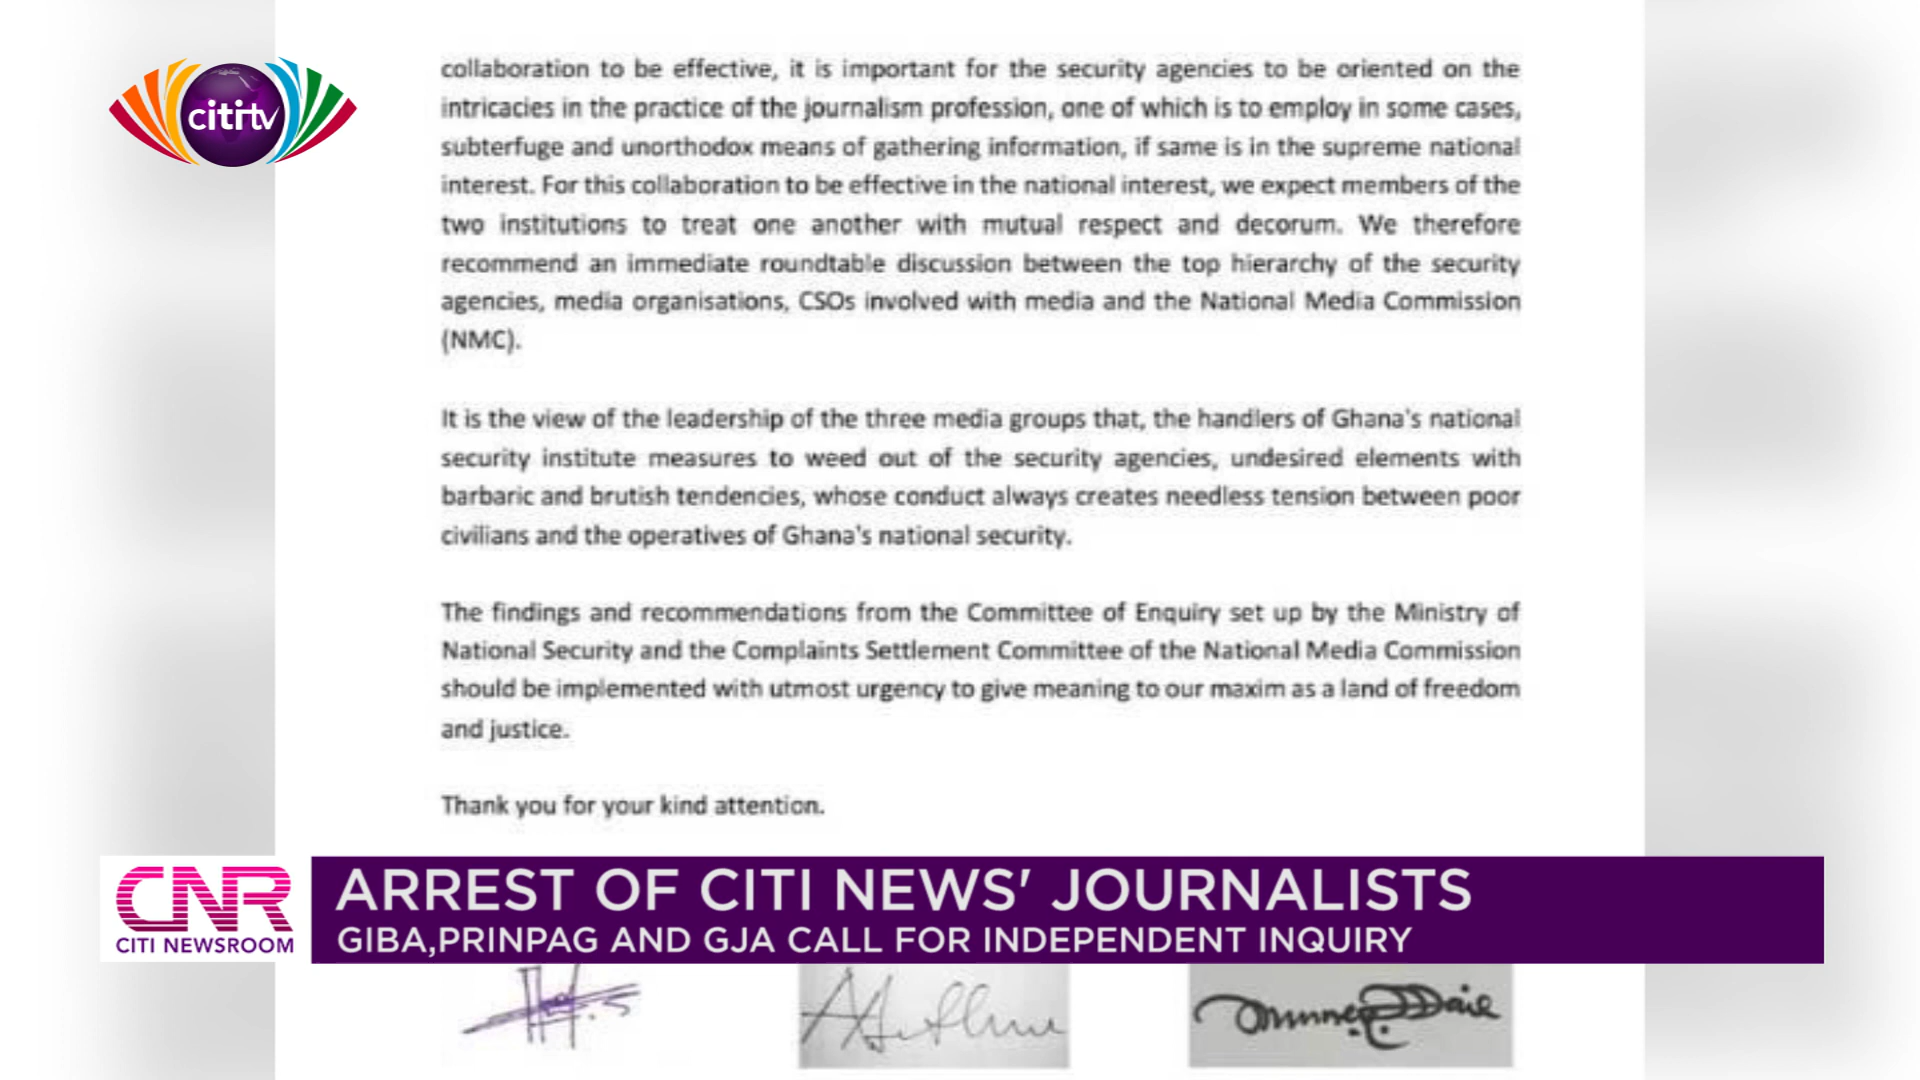 collaboration to be effective, it is important for the security agencies to be oriented on the
intricacies in the practice of the journalism profession, one of which is to employ in some cases,
subterfuge and unorthodox means of gathering information, if same is in the supreme national
interest. For this collaboration to be effective in the national interest, we expect members of the
two institutions to treat one another with mutual respect and decorum. We therefore
recommend an immediate roundtable discussion between the top hierarchy of the security
agencies, media organisations, CSOs involved with media and the National Media Commission
(NMC).
It is the view of the leadership of the three media groups that, the handlers of Ghana's national
security institute measures to weed out of the security agencies, undesired elements with
barbaric and brutish tendencies, whose conduct always creates needless tension between poor
civilians and the operatives of Ghana's national security.
The findings and recommendations from the Committee of Enquiry set up by the Ministry of
National Security and the Complaints Settlement Committee of the National Media Commission
should be implemented with utmost urgency to give meaning to our maxim as a land of freedom
and justice.
Thank you for your kind attention.
cititv
CNR
CITI NEWSROOM
ARREST OF CITI NEWS' JOURNALISTS
GIBA,PRINPAG AND GJA CALL FOR INDEPENDENT INQUIRY